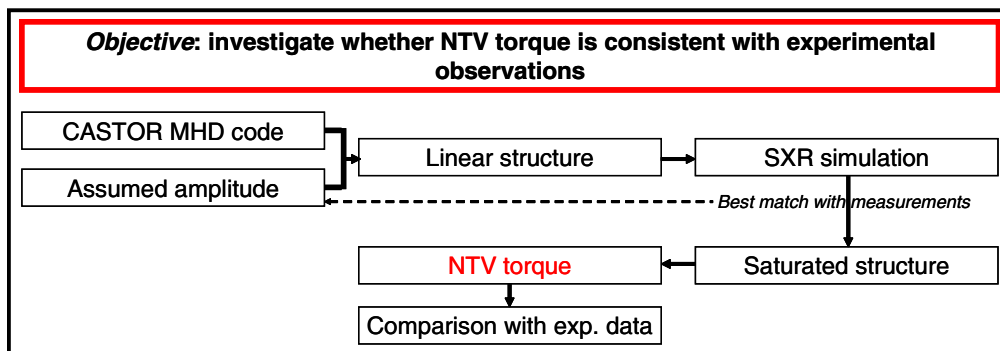 Objective: investigate whether NTV torque is consistent with experimental
observations
CASTOR MHD code
Linear structure
SXR simulation
Assumed amplitude
Best match with measurements
NTV torque
Saturated structure
Comparison with exp. data